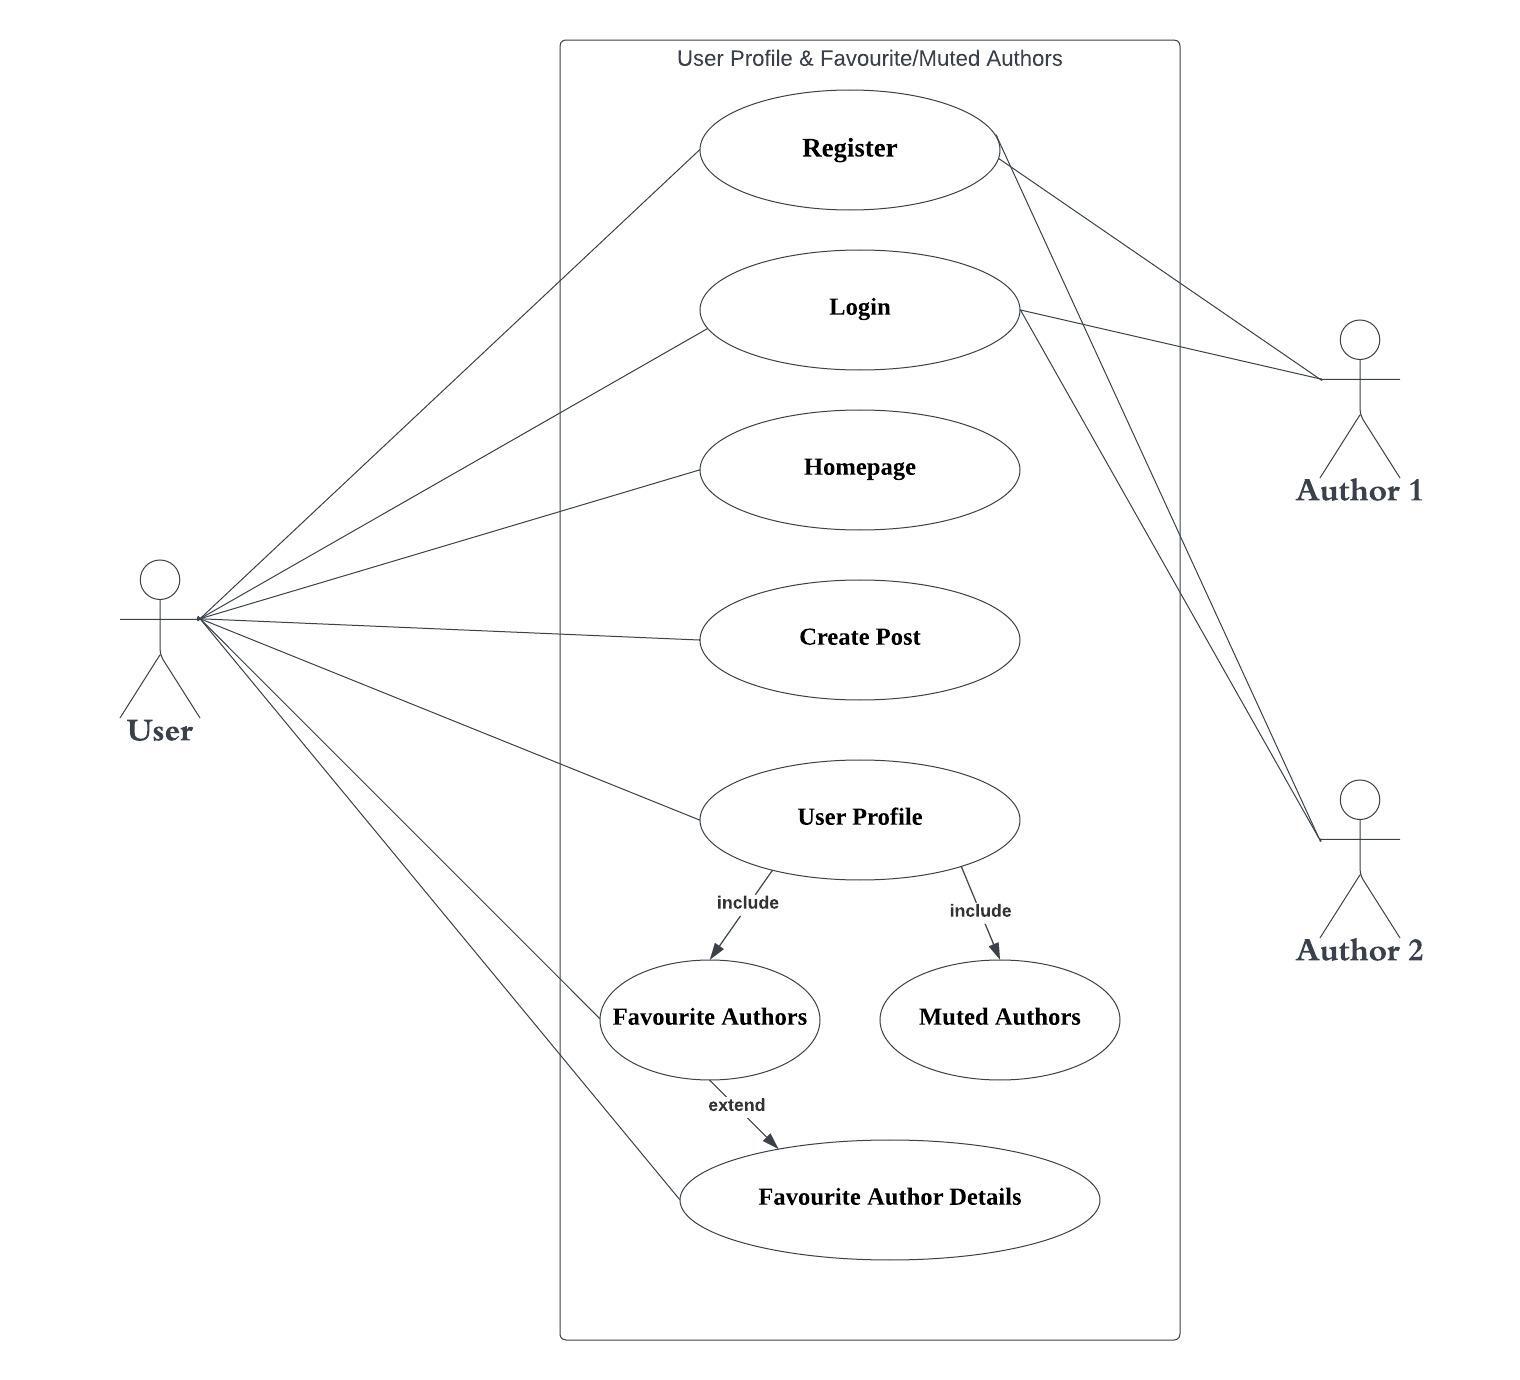 User Profile & Favourite/Muted Authors
Register
Login
Homepage
Author 1
Create Post
User
User Profile
include
include
Author 2
Favourite Authors
Muted Authors
extend
Favourite Author Details